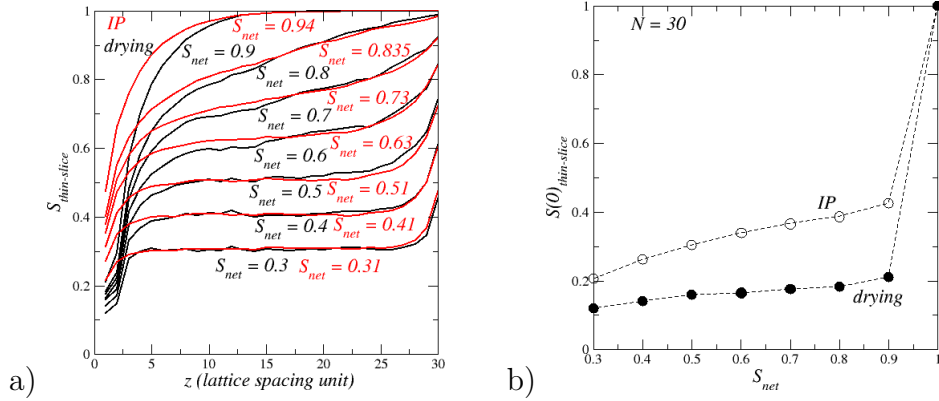 IP
drying
S_net = 0.94
S_net = 0.9
S_net = 0.835
S_net = 0.8
S_net = 0.73
S_net = 0.7
S_net = 0.63
S_net = 0.6
S_net = 0.51
S_net = 0.5
S_net = 0.41
S_net = 0.4
S_net = 0.3
S_net = 0.31
1
0.8
0.6
0.4
0.2
0
S_thin-slice
0 5 10 15 20 25 30
z (lattice spacing unit)
a)
N = 30
IP
drying
1
0.8
0.6
0.4
0.2
0
S(0)_thin-slice
0.3 0.4 0.5 0.6 0.7 0.8 0.9 1
S_net
b)